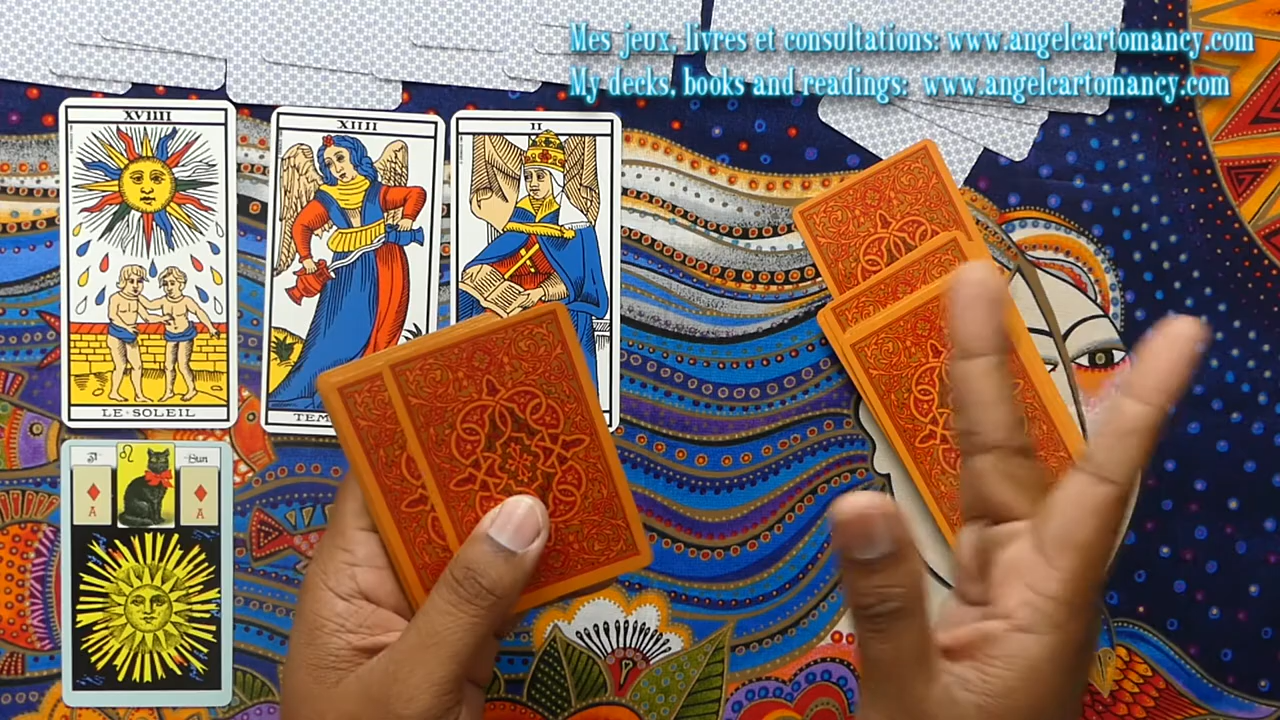 Mes jeux, livres et consultations: www.angelcartomancy.com
My decks, books and readings: www.angelcartomancy.com
XVIIII
XIIII
II
LE·SOLEIL
TEM
Sun
A
A